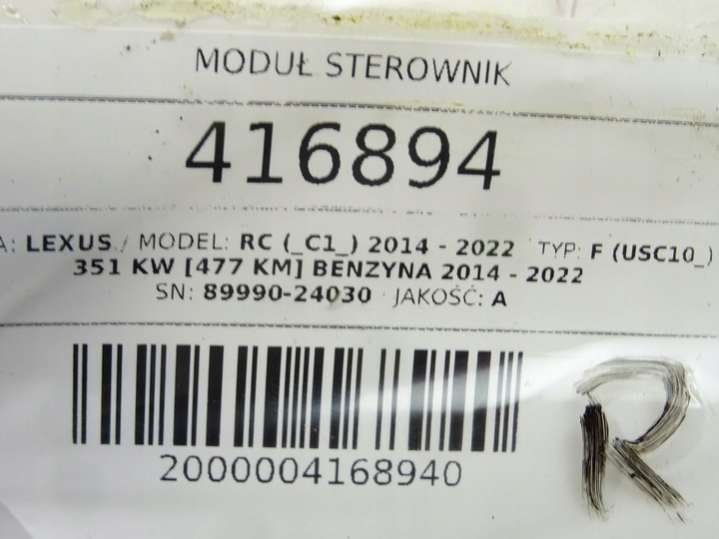 MODUŁ STEROWNIK
416894
A: LEXUS / MODEL: RC (_C1_) 2014 - 2022 TYP: F (USC10_)
351 KW [477 KM] BENZYNA 2014 - 2022
SN: 89990-24030 JAKOŚĆ: A
2000004168940
R